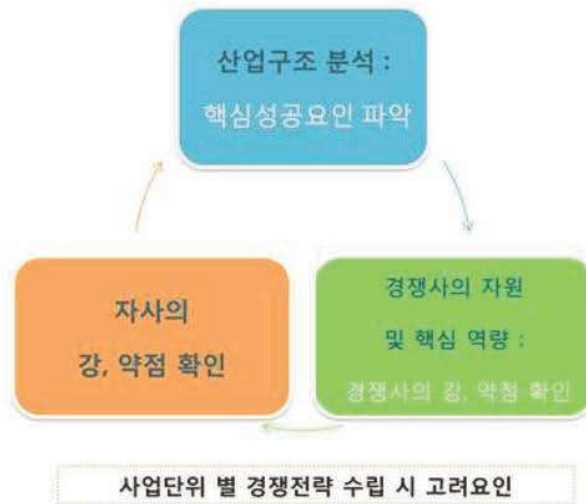 산업구조 분석 :
핵심성공요인 파악
자사의
강, 약점 확인
경쟁사의 자원
및 핵심 역량 :
경쟁사의 강, 약점 확인
사업단위 별 경쟁전략 수립 시 고려요인